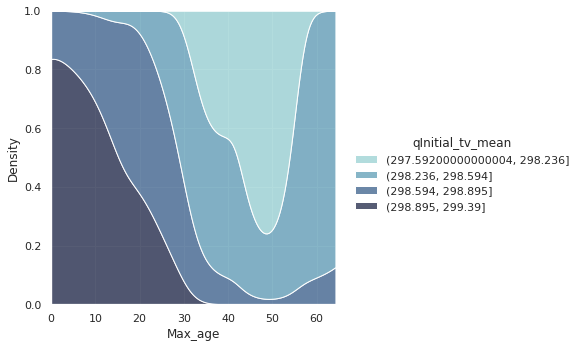 1.0
0.8
0.6
0.4
0.2
0.0
Density
0 10 20 30 40 50 60
Max_age
qInitial_tv_mean
(297.59200000000004, 298.236]
(298.236, 298.594]
(298.594, 298.895]
(298.895, 299.39]